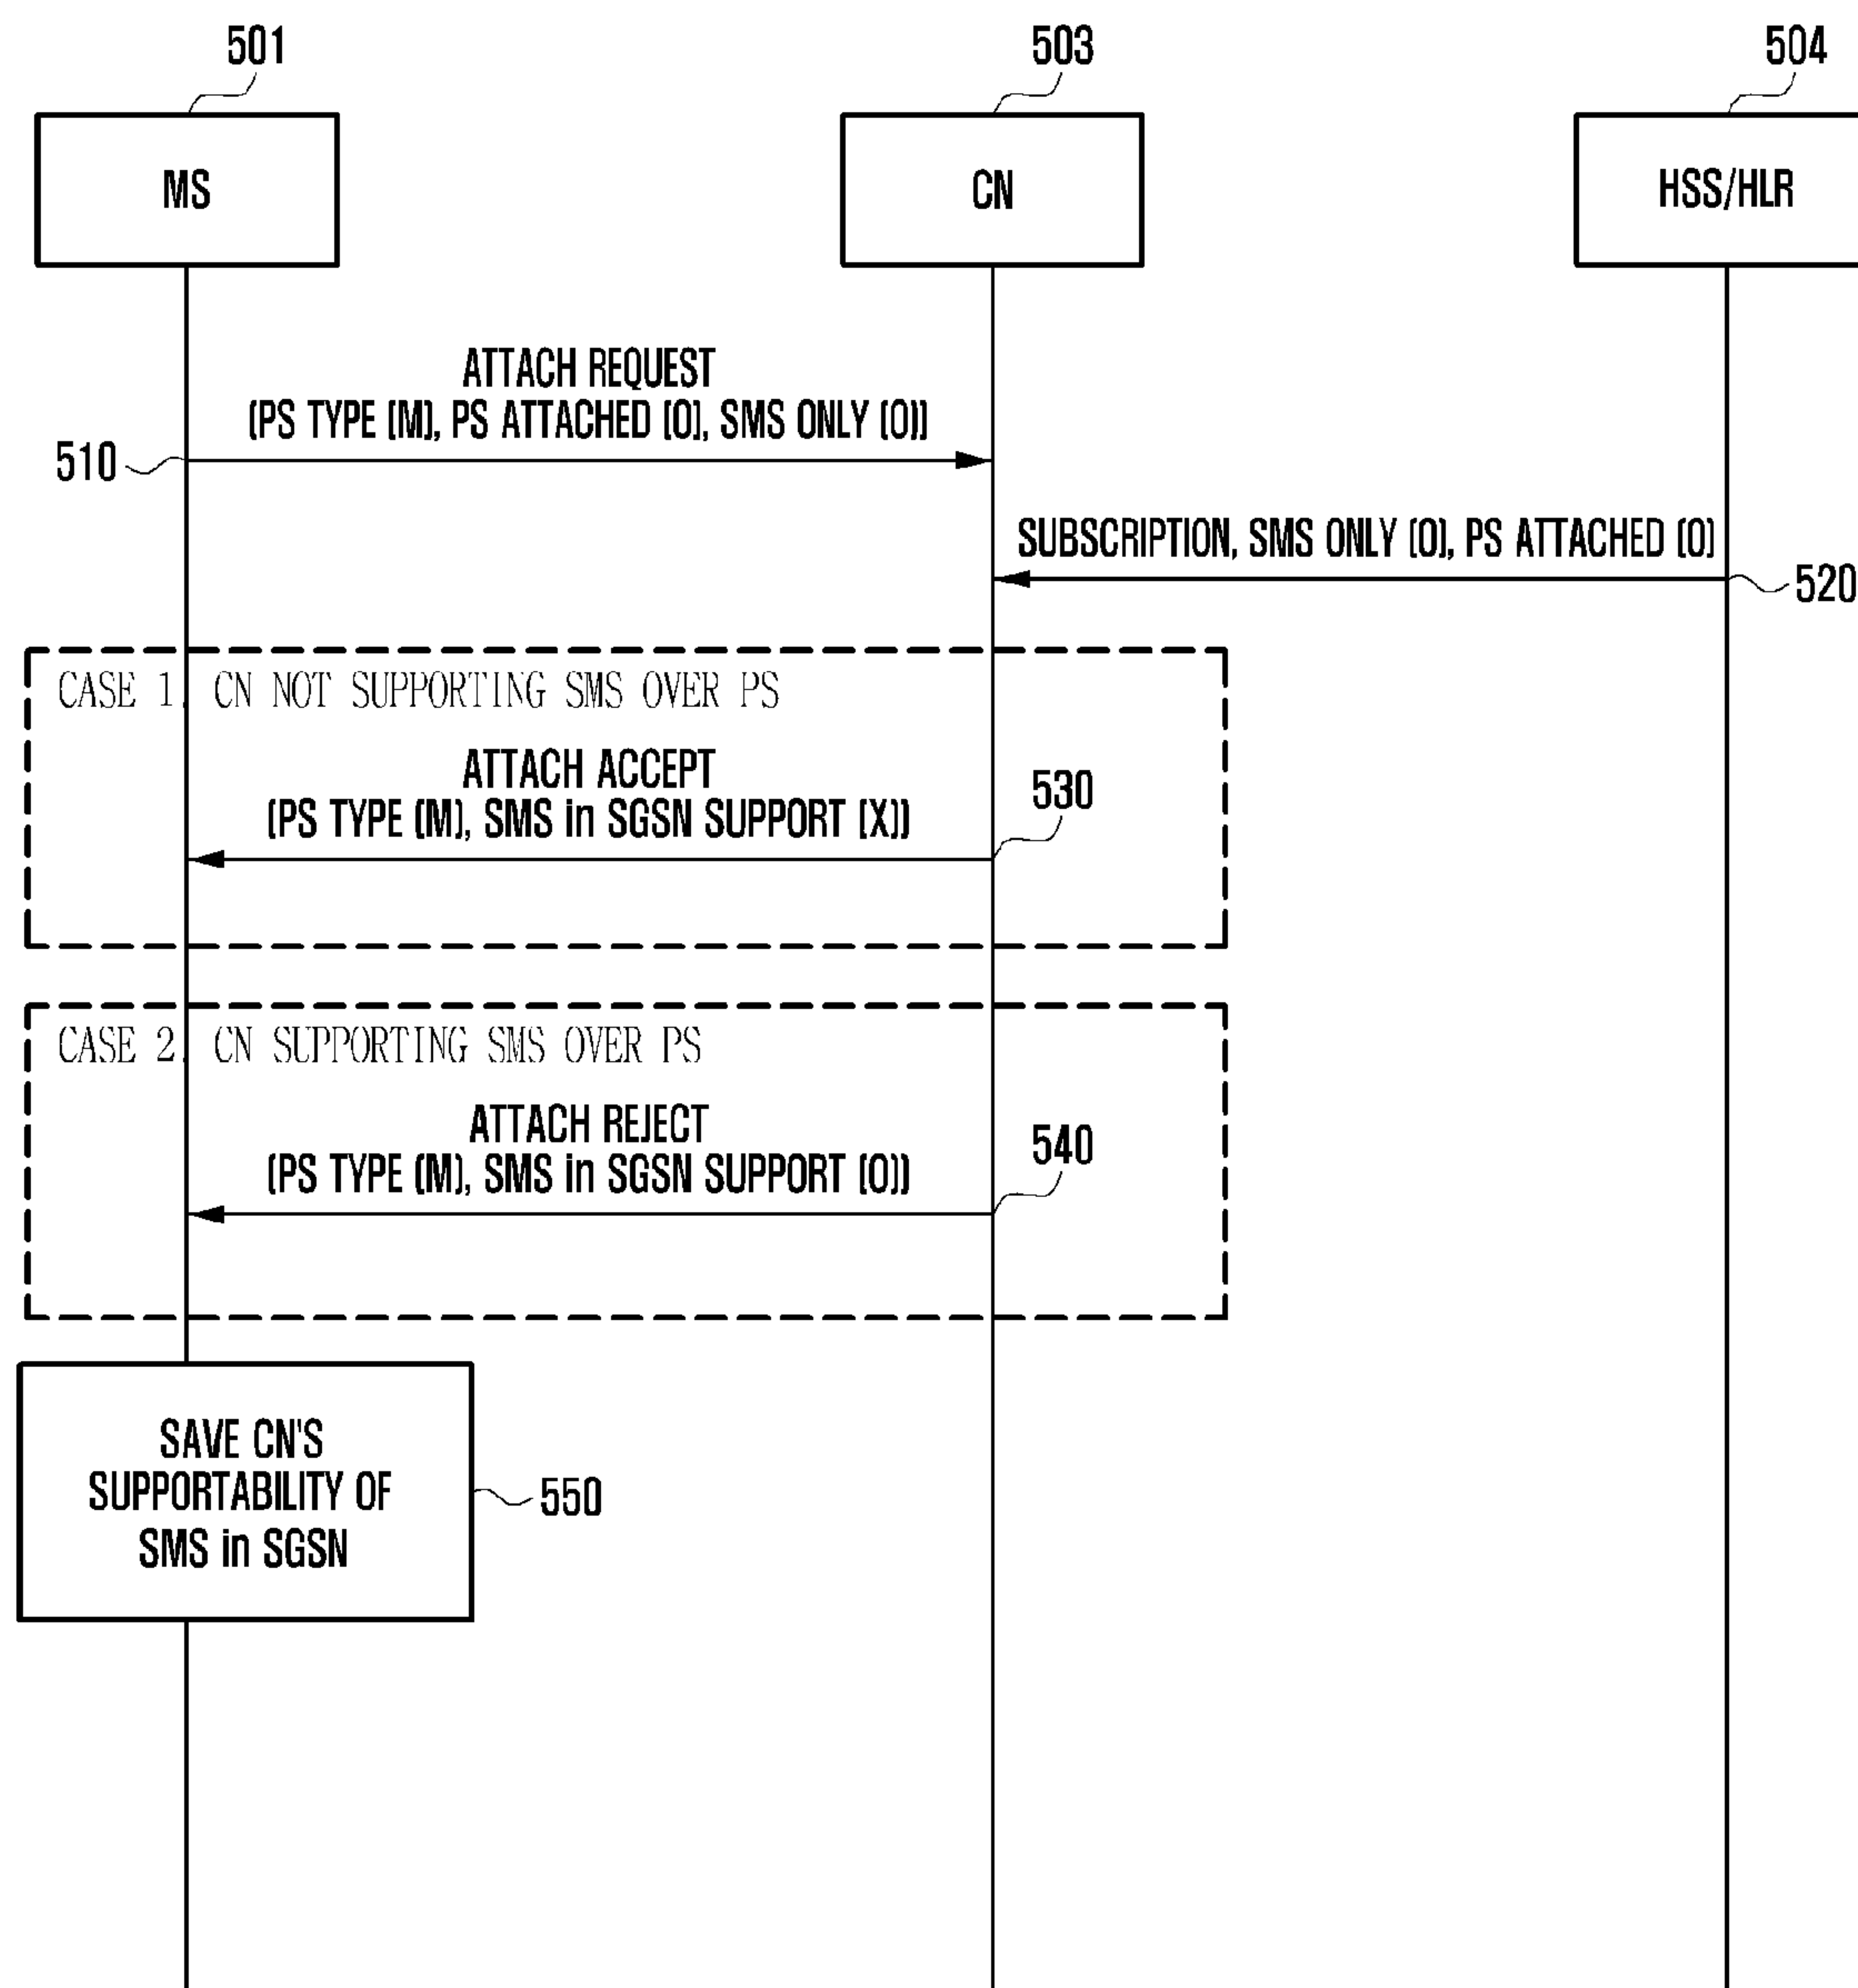 501
503
504
MS
CN
HSS/HLR
ATTACH REQUEST
(PS TYPE (M), PS ATTACHED (O), SMS ONLY (O))
510
SUBSCRIPTION, SMS ONLY (O), PS ATTACHED (O)
520
CASE 1. CN NOT SUPPORTING SMS OVER PS
ATTACH ACCEPT
(PS TYPE (M), SMS in SGSN SUPPORT (X))
530
CASE 2. CN SUPPORTING SMS OVER PS
ATTACH REJECT
(PS TYPE (M), SMS in SGSN SUPPORT (O))
540
SAVE CN'S
SUPPORTABILITY OF
SMS in SGSN
550